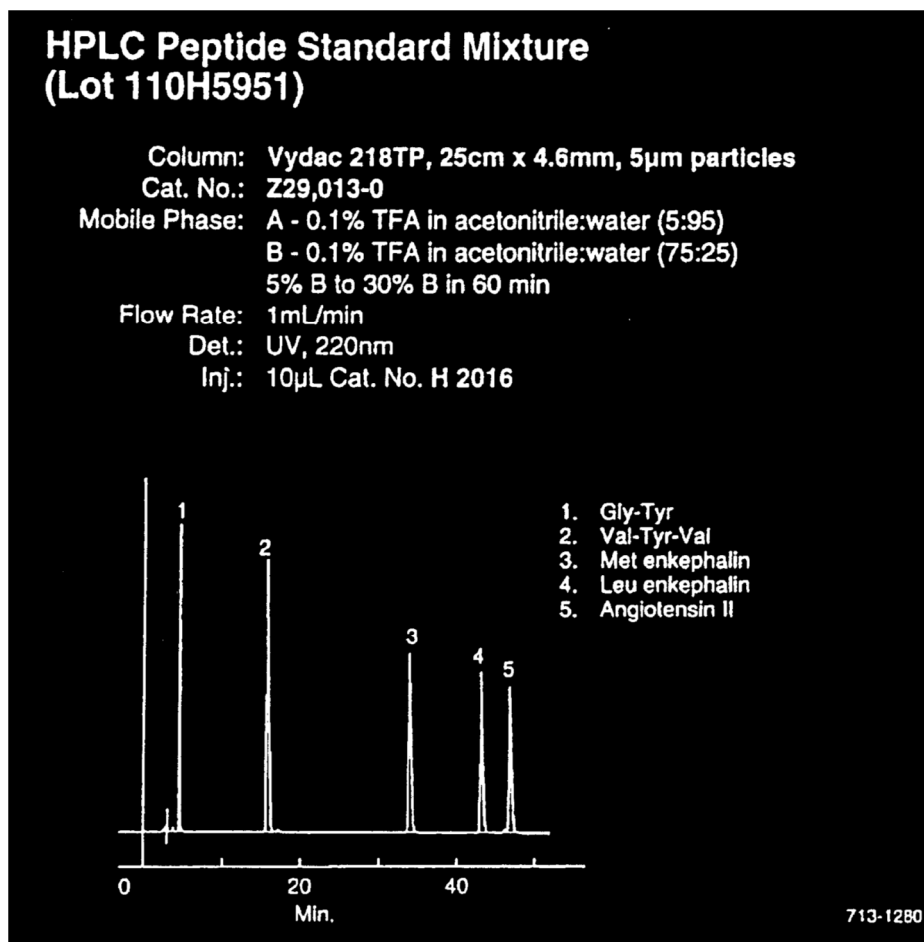 HPLC Peptide Standard Mixture
(Lot 110H5951)
Column: Vydac 218TP, 25cm x 4.6mm, 5µm particles
Cat. No.: Z29,013-0
Mobile Phase: A - 0.1% TFA in acetonitrile:water (5:95)
B - 0.1% TFA in acetonitrile:water (75:25)
5% B to 30% B in 60 min
Flow Rate: 1mL/min
Det.: UV, 220nm
Inj.: 10µL Cat. No. H 2016
1
2
3
4
5
1. Gly-Tyr
2. Val-Tyr-Val
3. Met enkephalin
4. Leu enkephalin
5. Angiotensin II
0 20 40
Min.
713-1280